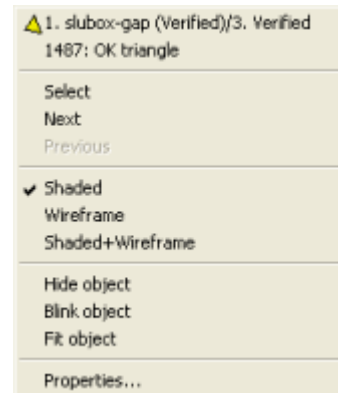 1. slubox-gap (Verified)/3. Verified
1487: OK triangle
Select
Next
Previous
Shaded
Wireframe
Shaded+Wireframe
Hide object
Blink object
Fit object
Properties...